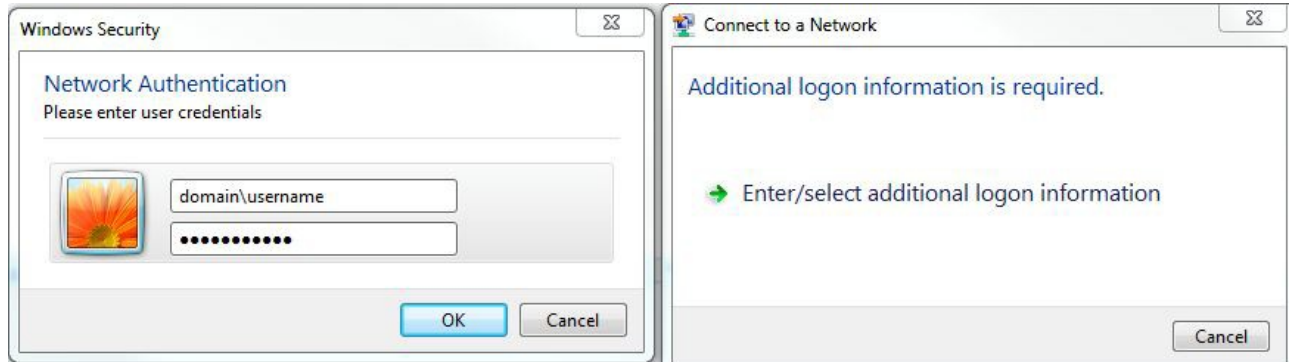 Windows Security
Network Authentication
Please enter user credentials
domain\username
●●●●●●●●●●●
OK
Cancel
Connect to a Network
Additional logon information is required.
Enter/select additional logon information
Cancel